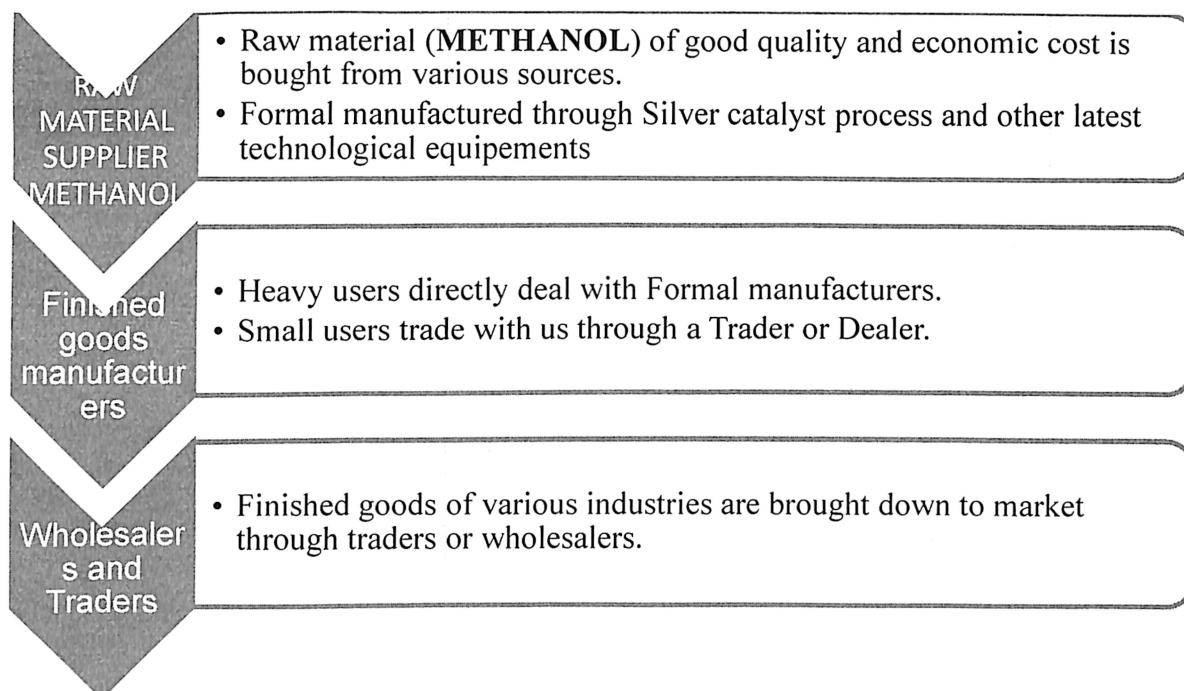 RAW
MATERIAL
SUPPLIER
METHANOL
• Raw material (METHANOL) of good quality and economic cost is
bought from various sources.
• Formal manufactured through Silver catalyst process and other latest
technological equipements
Finished
goods
manufactur
ers
• Heavy users directly deal with Formal manufacturers.
• Small users trade with us through a Trader or Dealer.
Wholesaler
s and
Traders
• Finished goods of various industries are brought down to market
through traders or wholesalers.